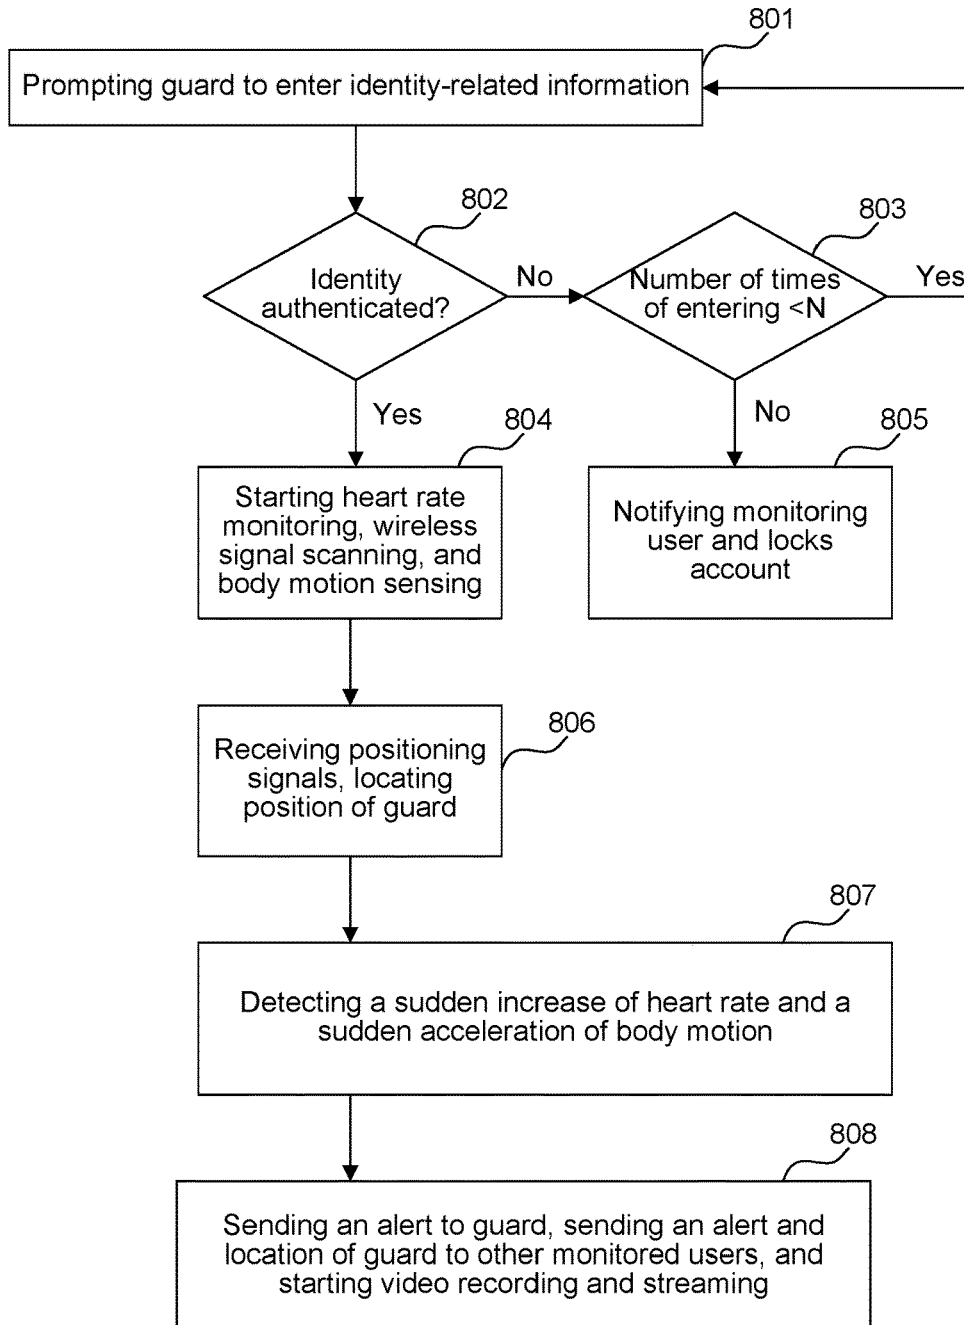 801
Prompting guard to enter identity-related information
802
803
Identity
authenticated?
No
Number of times
of entering <N
Yes
Yes
No
804
805
Starting heart rate
monitoring, wireless
signal scanning, and
body motion sensing
Notifying monitoring
user and locks
account
806
Receiving positioning
signals, locating
position of guard
807
Detecting a sudden increase of heart rate and a
sudden acceleration of body motion
808
Sending an alert to guard, sending an alert and
location of guard to other monitored users, and
starting video recording and streaming